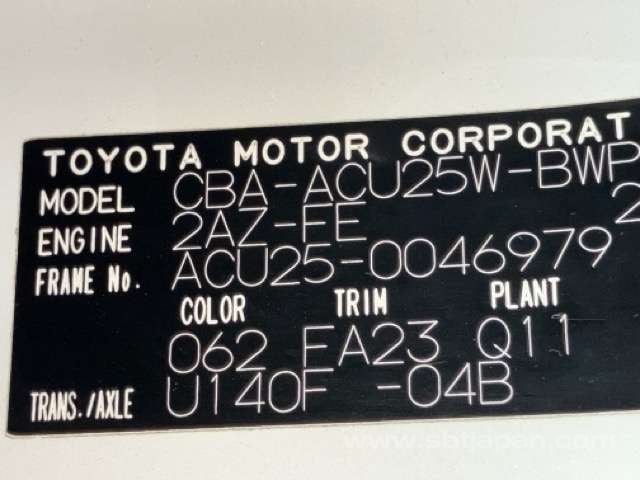 TOYOTA MOTOR CORPORAT
MODEL CBA-ACU25W-BWP
ENGINE 2AZ-FE 2
FRAME No. ACU25-0046979
COLOR TRIM PLANT
062 FA23 Q11
TRANS./AXLE U140F -04B
www.sbtjapan.com